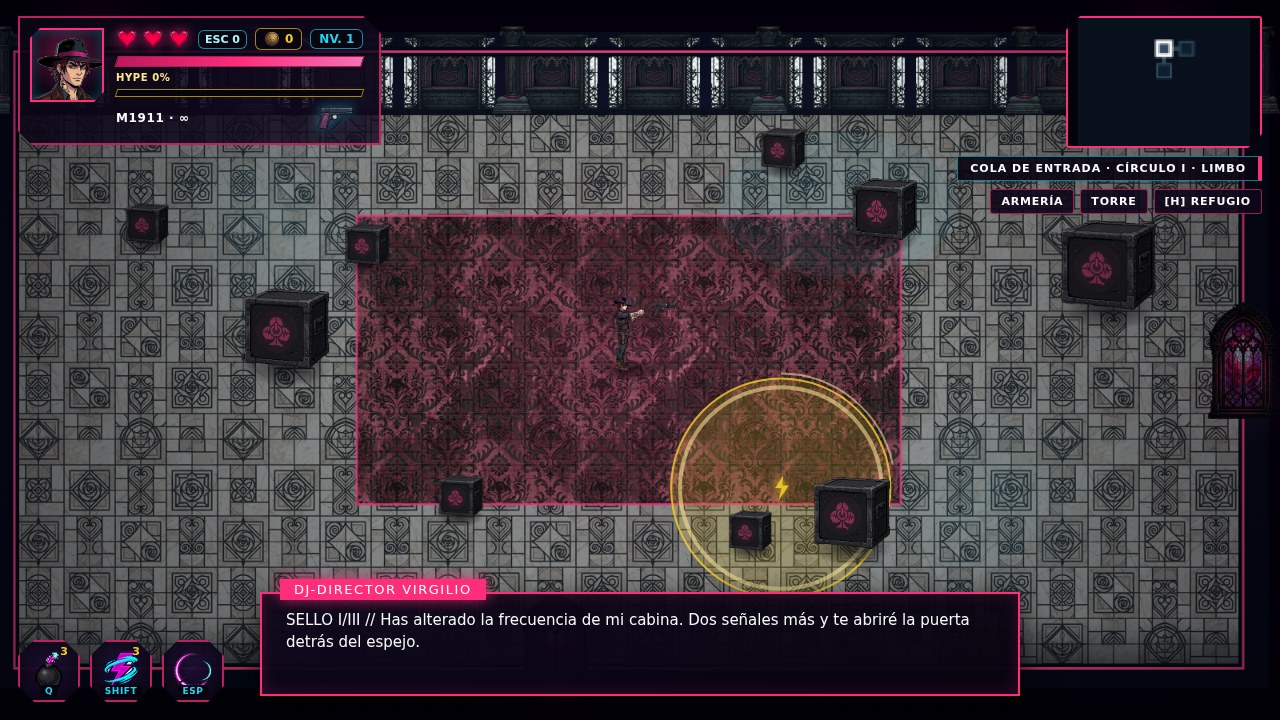 ESC 0
0
NV. 1
HYPE 0%
M1911 · ∞
COLA DE ENTRADA · CÍRCULO I · LIMBO
ARMERÍA
TORRE
[H] REFUGIO
DJ-DIRECTOR VIRGILIO
SELLO I/III // Has alterado la frecuencia de mi cabina. Dos señales más y te abriré la puerta
detrás del espejo.
3
Q
3
SHIFT
ESP